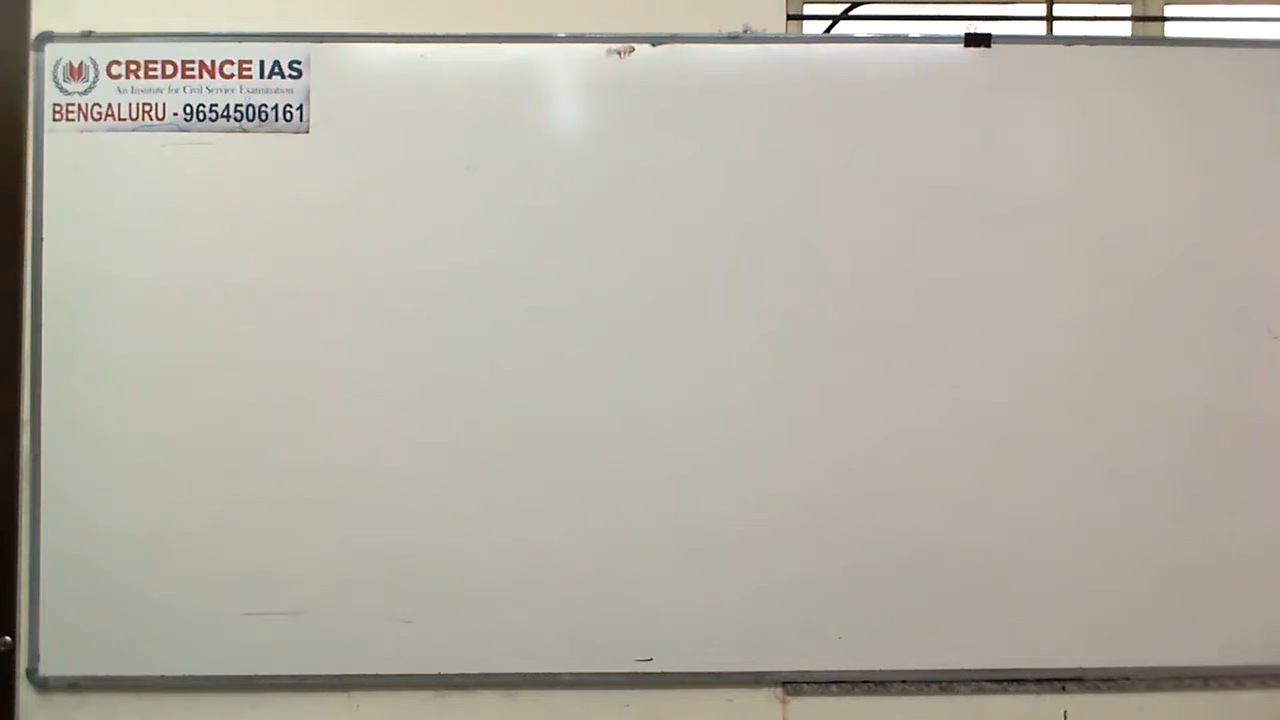 CREDENCE IAS
An Institute for Civil Service Examination
BENGALURU - 9654506161